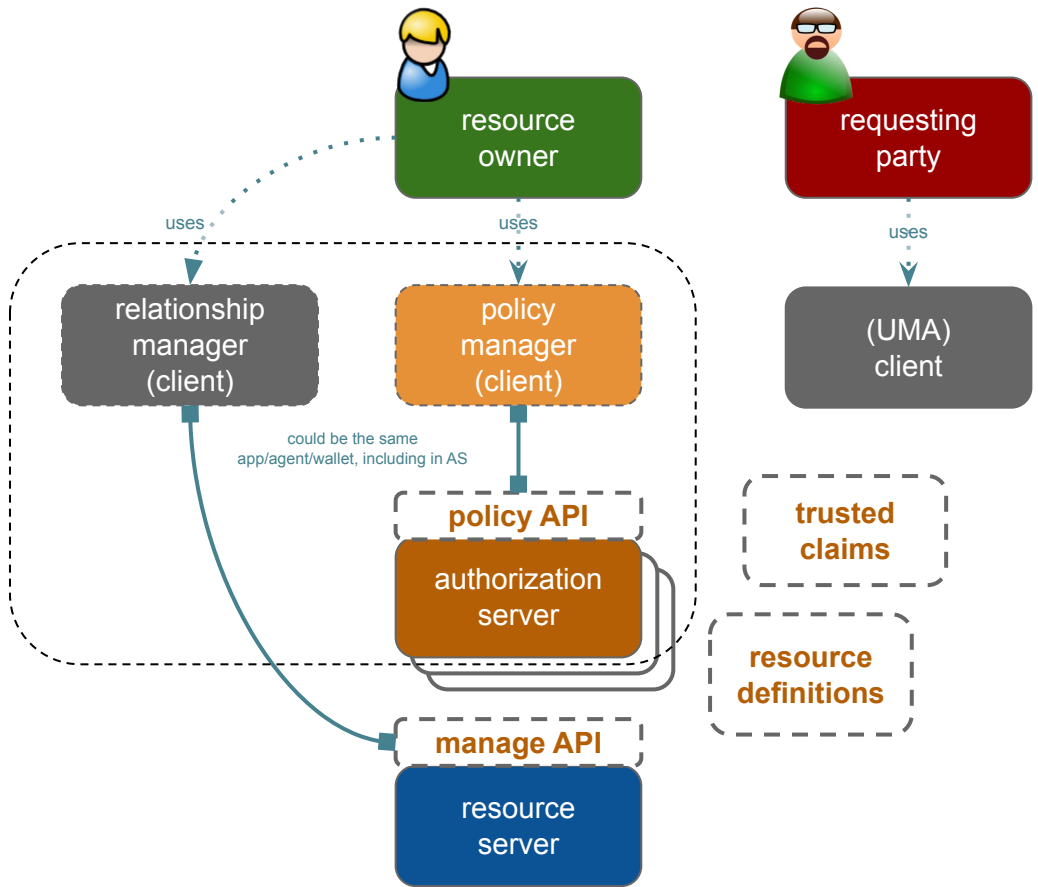 resource
owner
requesting
party
uses
uses
uses
relationship
manager
(client)
policy
manager
(client)
(UMA)
client
could be the same
app/agent/wallet, including in AS
policy API
authorization
server
trusted
claims
resource
definitions
manage API
resource
server